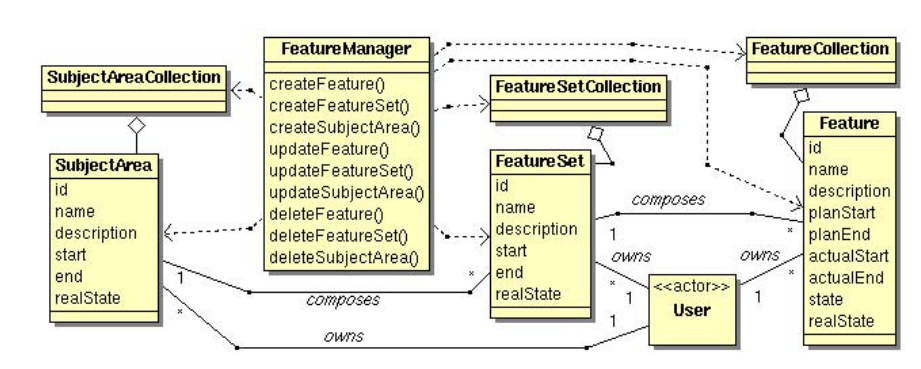 SubjectAreaCollection
FeatureManager
createFeature()
createFeatureSet()
createSubjectArea()
updateFeature()
updateFeatureSet()
updateSubjectArea()
deleteFeature()
deleteFeatureSet()
deleteSubjectArea()
FeatureSetCollection
FeatureCollection
SubjectArea
id
name
description
start
end
realState
FeatureSet
id
name
description
start
end
realState
Feature
id
name
description
planStart
planEnd
actualStart
actualEnd
state
realState
composes
1
*
owns
*
1
owns
1
*
1
composes
*
*
owns
1
<<actor>>
User